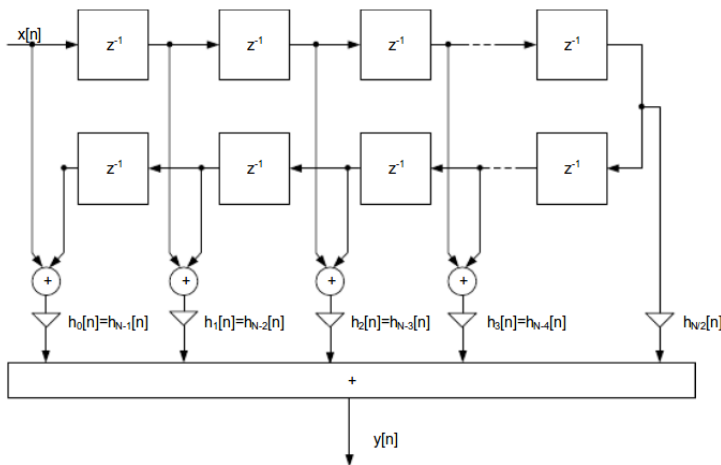 x[n]
z⁻¹ z⁻¹ z⁻¹ z⁻¹
z⁻¹ z⁻¹ z⁻¹ z⁻¹
+ + + +
h₀[n]=h_{N-1}[n] h₁[n]=h_{N-2}[n] h₂[n]=h_{N-3}[n] h₃[n]=h_{N-4}[n] h_{N/2}[n]
+
y[n]